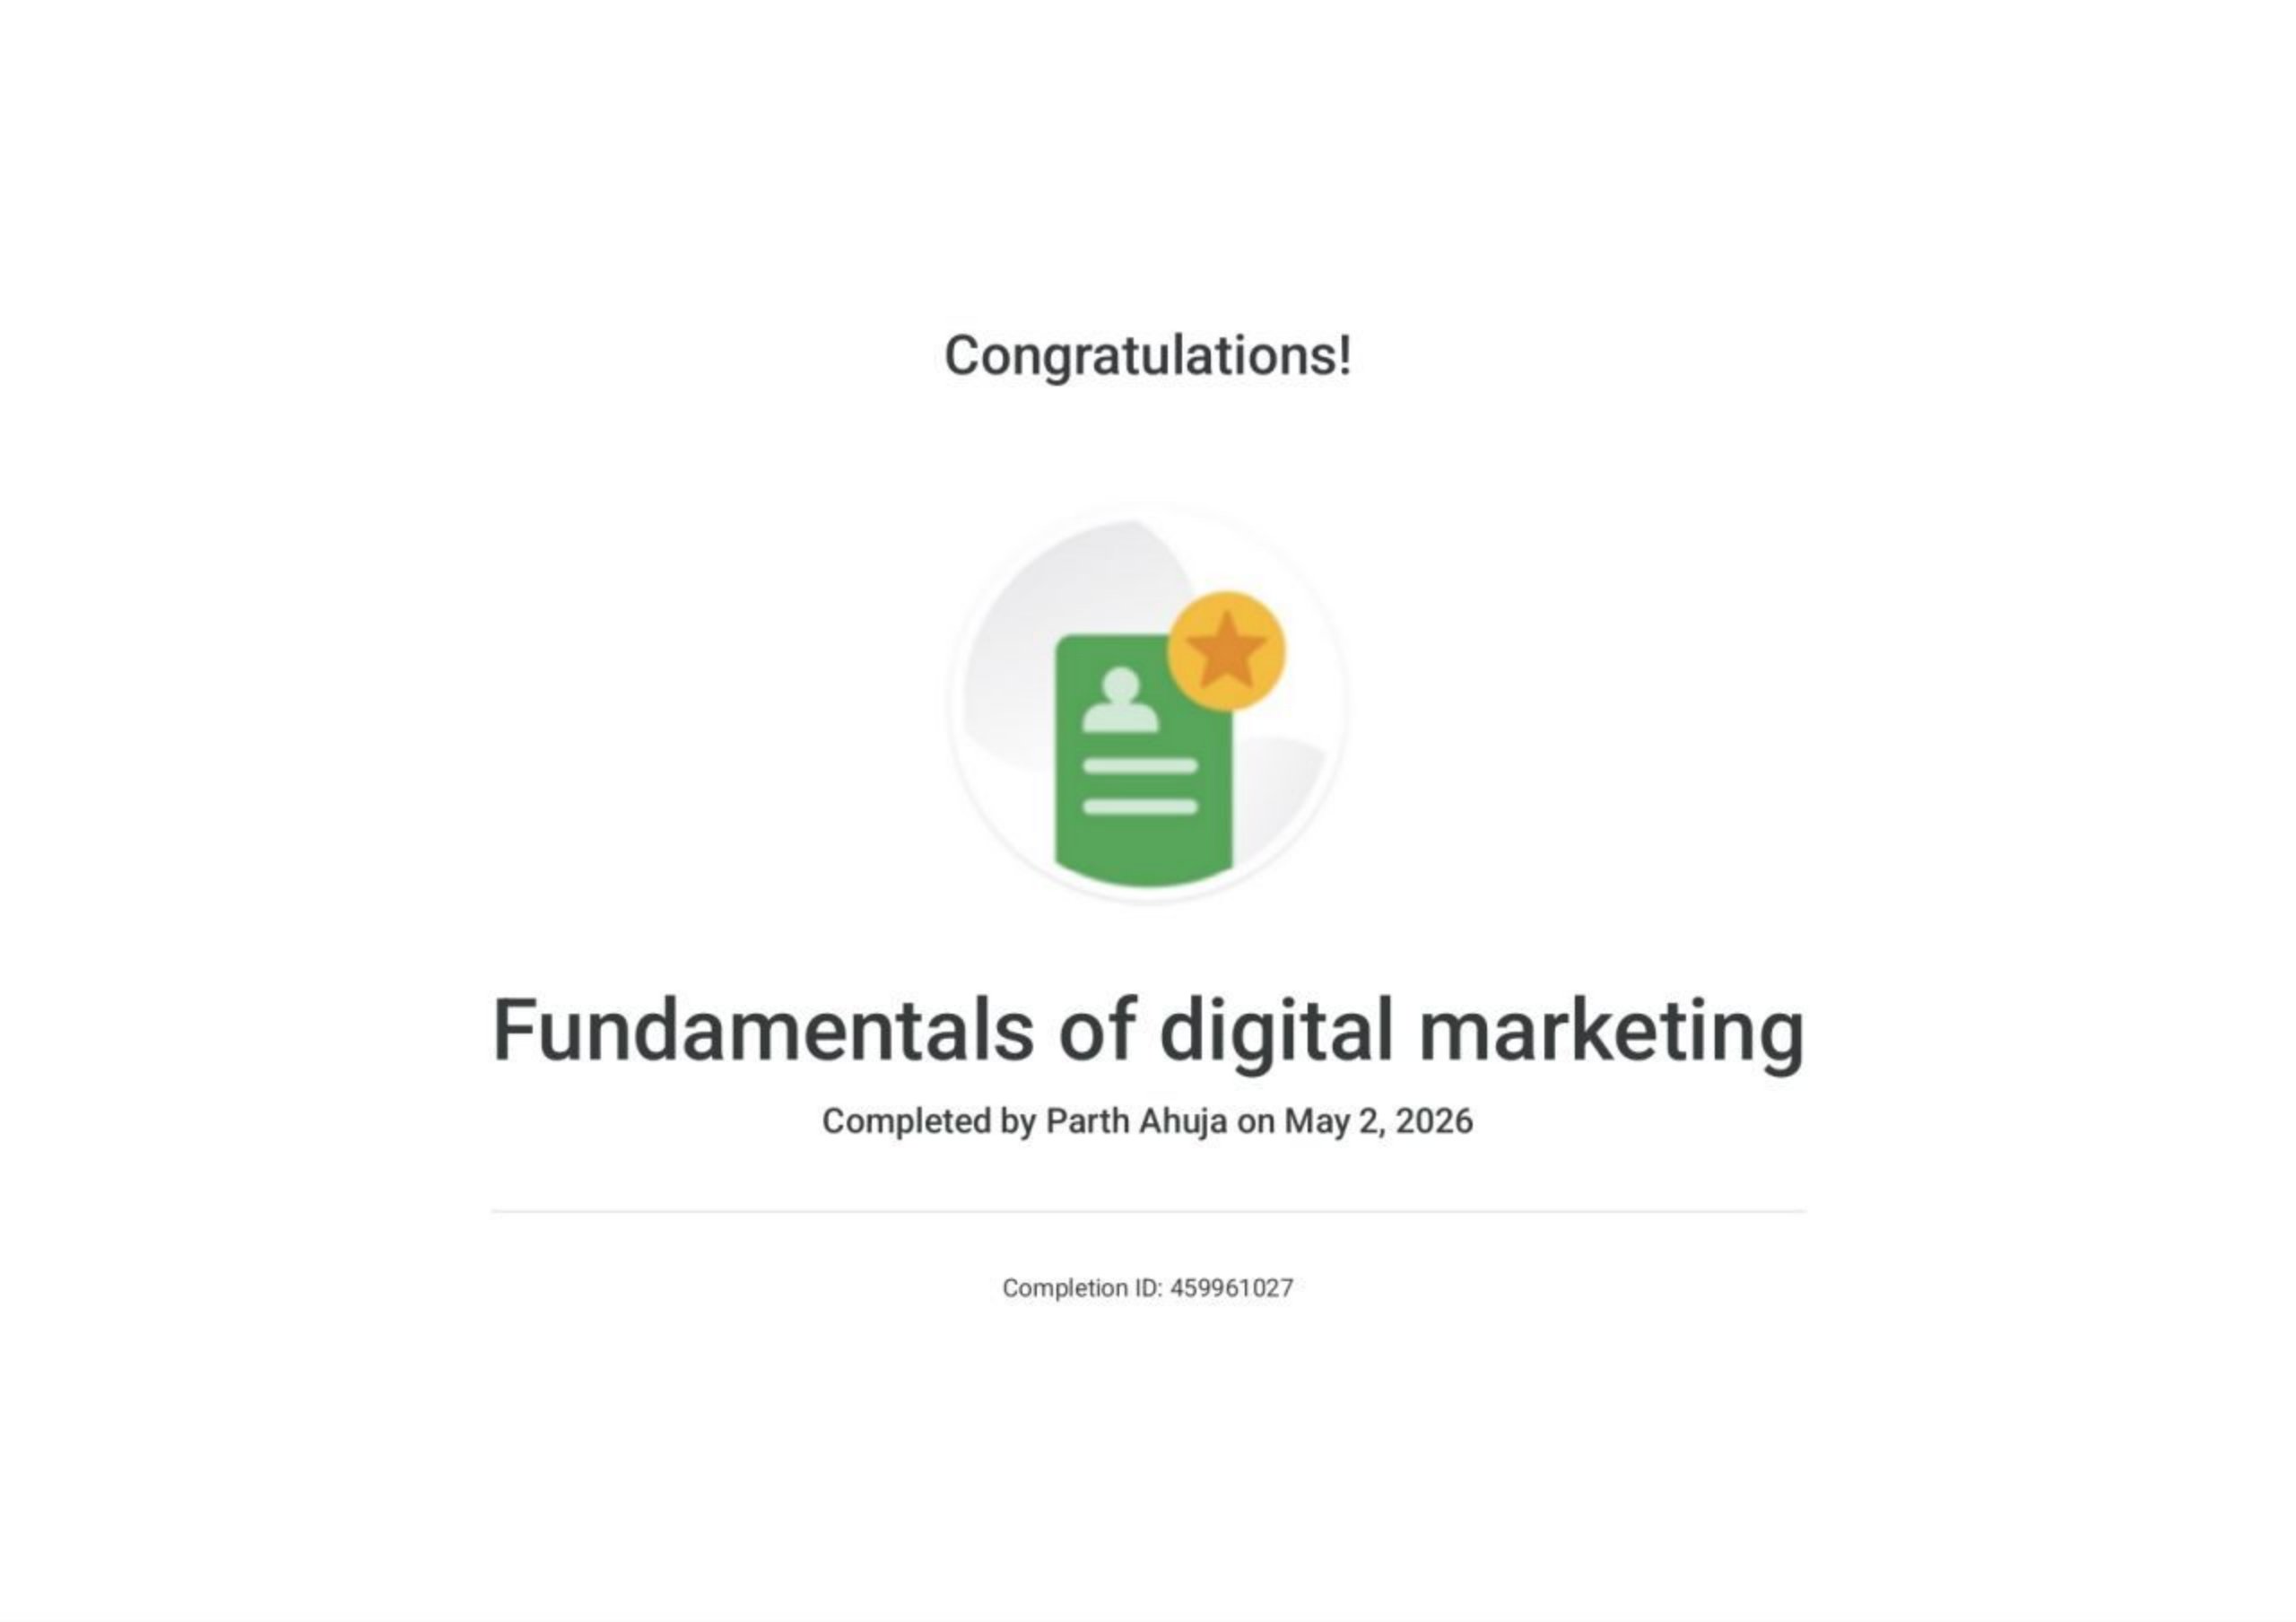 Congratulations!
Fundamentals of digital marketing
Completed by Parth Ahuja on May 2, 2026
Completion ID: 459961027